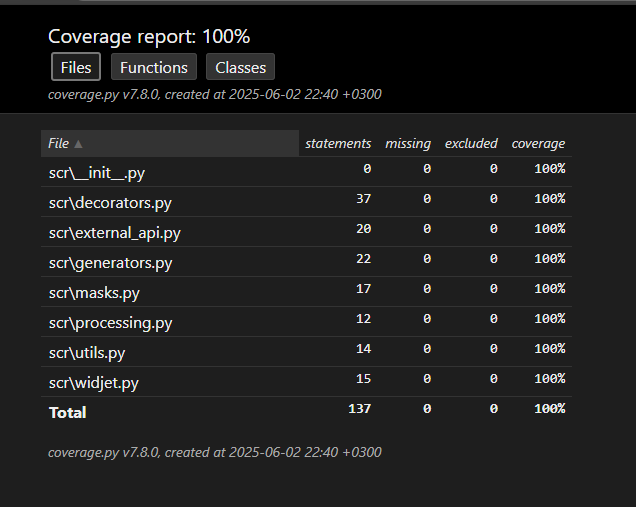 Coverage report: 100%
Files Functions Classes
coverage.py v7.8.0, created at 2025-06-02 22:40 +0300
File ▲ statements missing excluded coverage
scr\__init__.py 0 0 0 100%
scr\decorators.py 37 0 0 100%
scr\external_api.py 20 0 0 100%
scr\generators.py 22 0 0 100%
scr\masks.py 17 0 0 100%
scr\processing.py 12 0 0 100%
scr\utils.py 14 0 0 100%
scr\widjet.py 15 0 0 100%
Total 137 0 0 100%
coverage.py v7.8.0, created at 2025-06-02 22:40 +0300